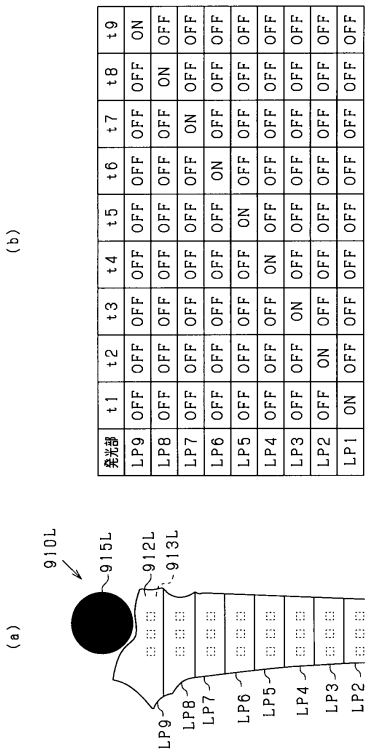 (a)
910L
915L
912L
913L
LP9
LP8
LP7
LP6
LP5
LP4
LP3
LP2
(b)
発光部 t1 t2 t3 t4 t5 t6 t7 t8 t9
LP9 OFF OFF OFF OFF OFF OFF OFF OFF ON
LP8 OFF OFF OFF OFF OFF OFF OFF ON OFF
LP7 OFF OFF OFF OFF OFF OFF ON OFF OFF
LP6 OFF OFF OFF OFF OFF ON OFF OFF OFF
LP5 OFF OFF OFF OFF ON OFF OFF OFF OFF
LP4 OFF OFF OFF ON OFF OFF OFF OFF OFF
LP3 OFF OFF ON OFF OFF OFF OFF OFF OFF
LP2 OFF ON OFF OFF OFF OFF OFF OFF OFF
LP1 ON OFF OFF OFF OFF OFF OFF OFF OFF